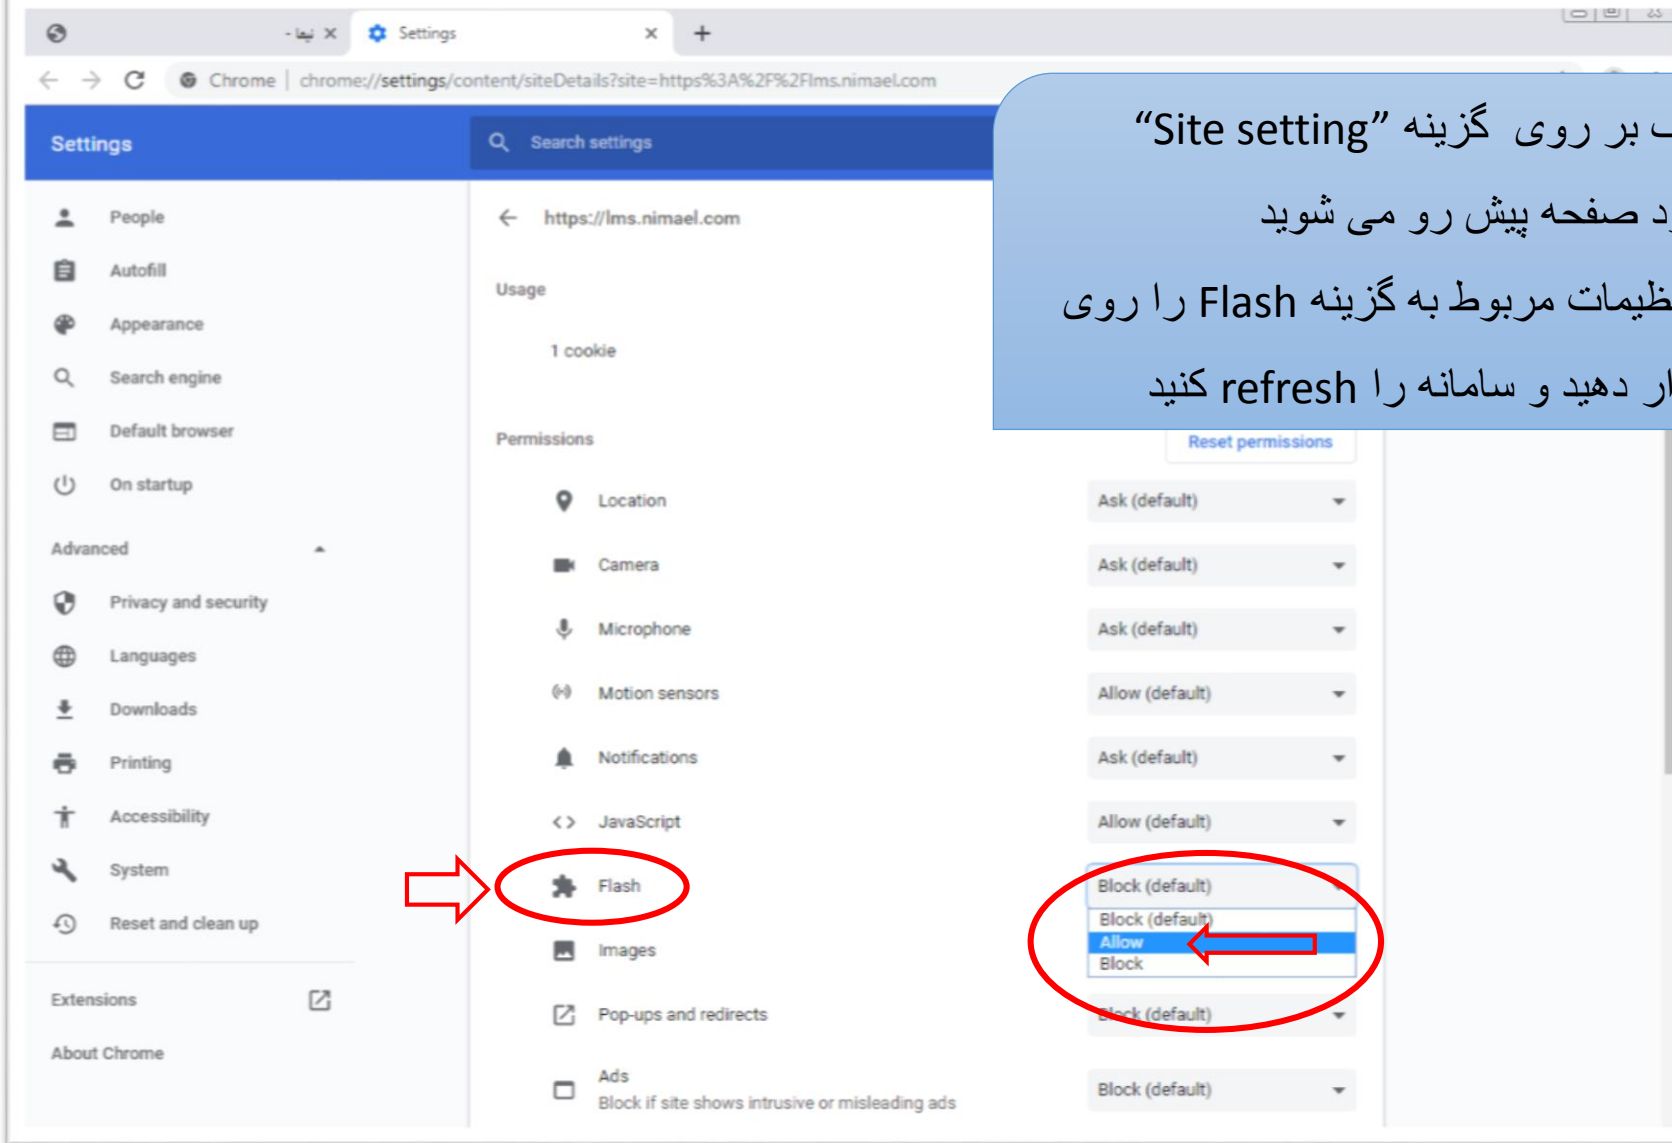 نیما -
Settings
Chrome | chrome://settings/content/siteDetails?site=https%3A%2F%2Flms.nimael.com
Settings
Search settings
بر روی گزینه “Site setting”
صفحه پیش رو می شوید
مربوط به گزینه Flash را روی
دهید و سامانه را refresh کنید
People
Autofill
Appearance
Search engine
Default browser
On startup
Advanced
Privacy and security
Languages
Downloads
Printing
Accessibility
System
Reset and clean up
Extensions
About Chrome
https://lms.nimael.com
Usage
1 cookie
Permissions
Reset permissions
Location Ask (default)
Camera Ask (default)
Microphone Ask (default)
Motion sensors Allow (default)
Notifications Ask (default)
JavaScript Allow (default)
Flash Block (default)
Block (default)
Allow
Block
Images
Pop-ups and redirects Block (default)
Ads Block (default)
Block if site shows intrusive or misleading ads